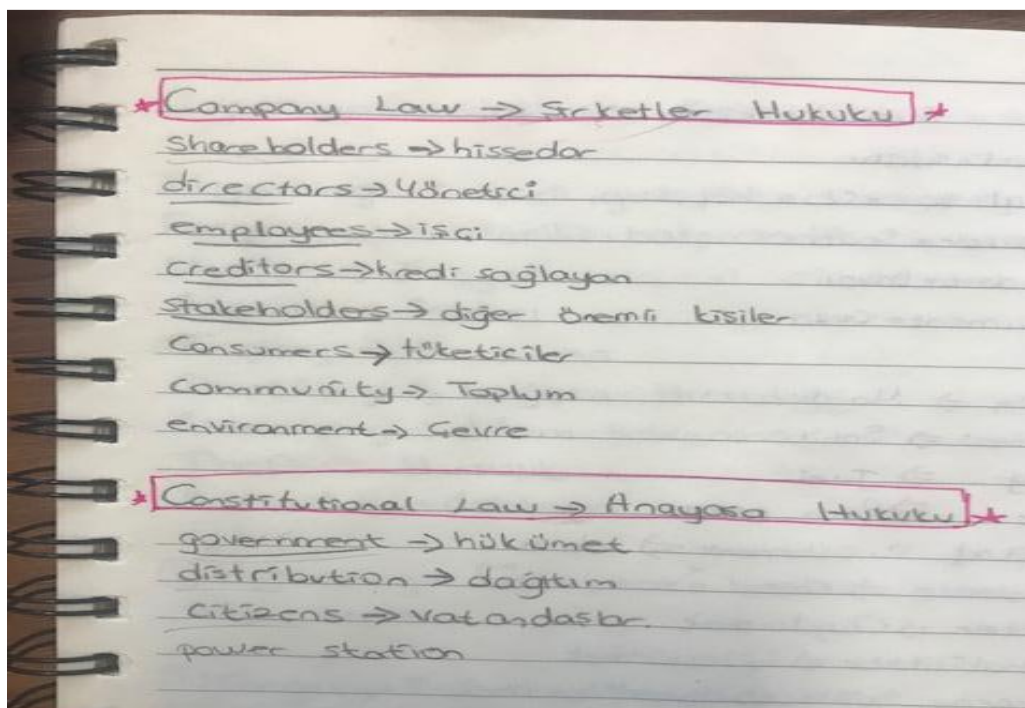 * Company Law → Şirketler Hukuku *
Shareholders → hissedar
directors → Yönetici
employees → işçi
creditors → kredi sağlayan
Stakeholders → diğer önemli kişiler
Consumers → tüketiciler
community → Toplum
environment → Çevre
* Constitutional Law → Anayasa Hukuku *
government → hükümet
distribution → dağıtım
citizens → vatandaşlar.
power station